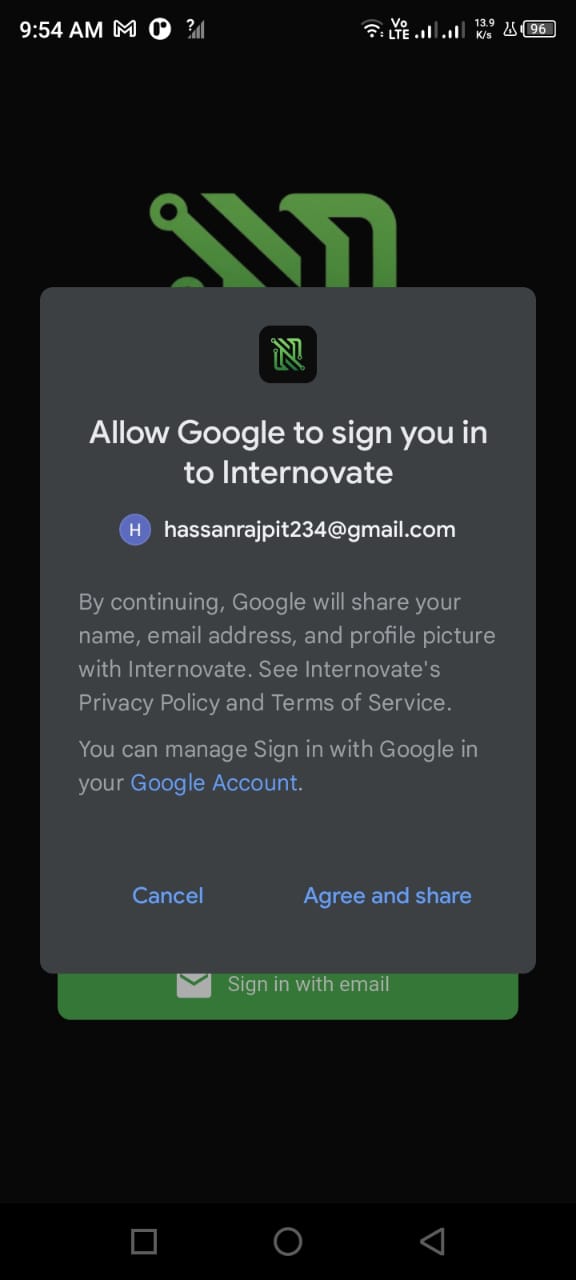 9:54 AM
Vo LTE
13.9 K/s
96
Allow Google to sign you in
to Internovate
H hassanrajpit234@gmail.com
By continuing, Google will share your
name, email address, and profile picture
with Internovate. See Internovate's
Privacy Policy and Terms of Service.
You can manage Sign in with Google in
your Google Account.
Cancel Agree and share
Sign in with email